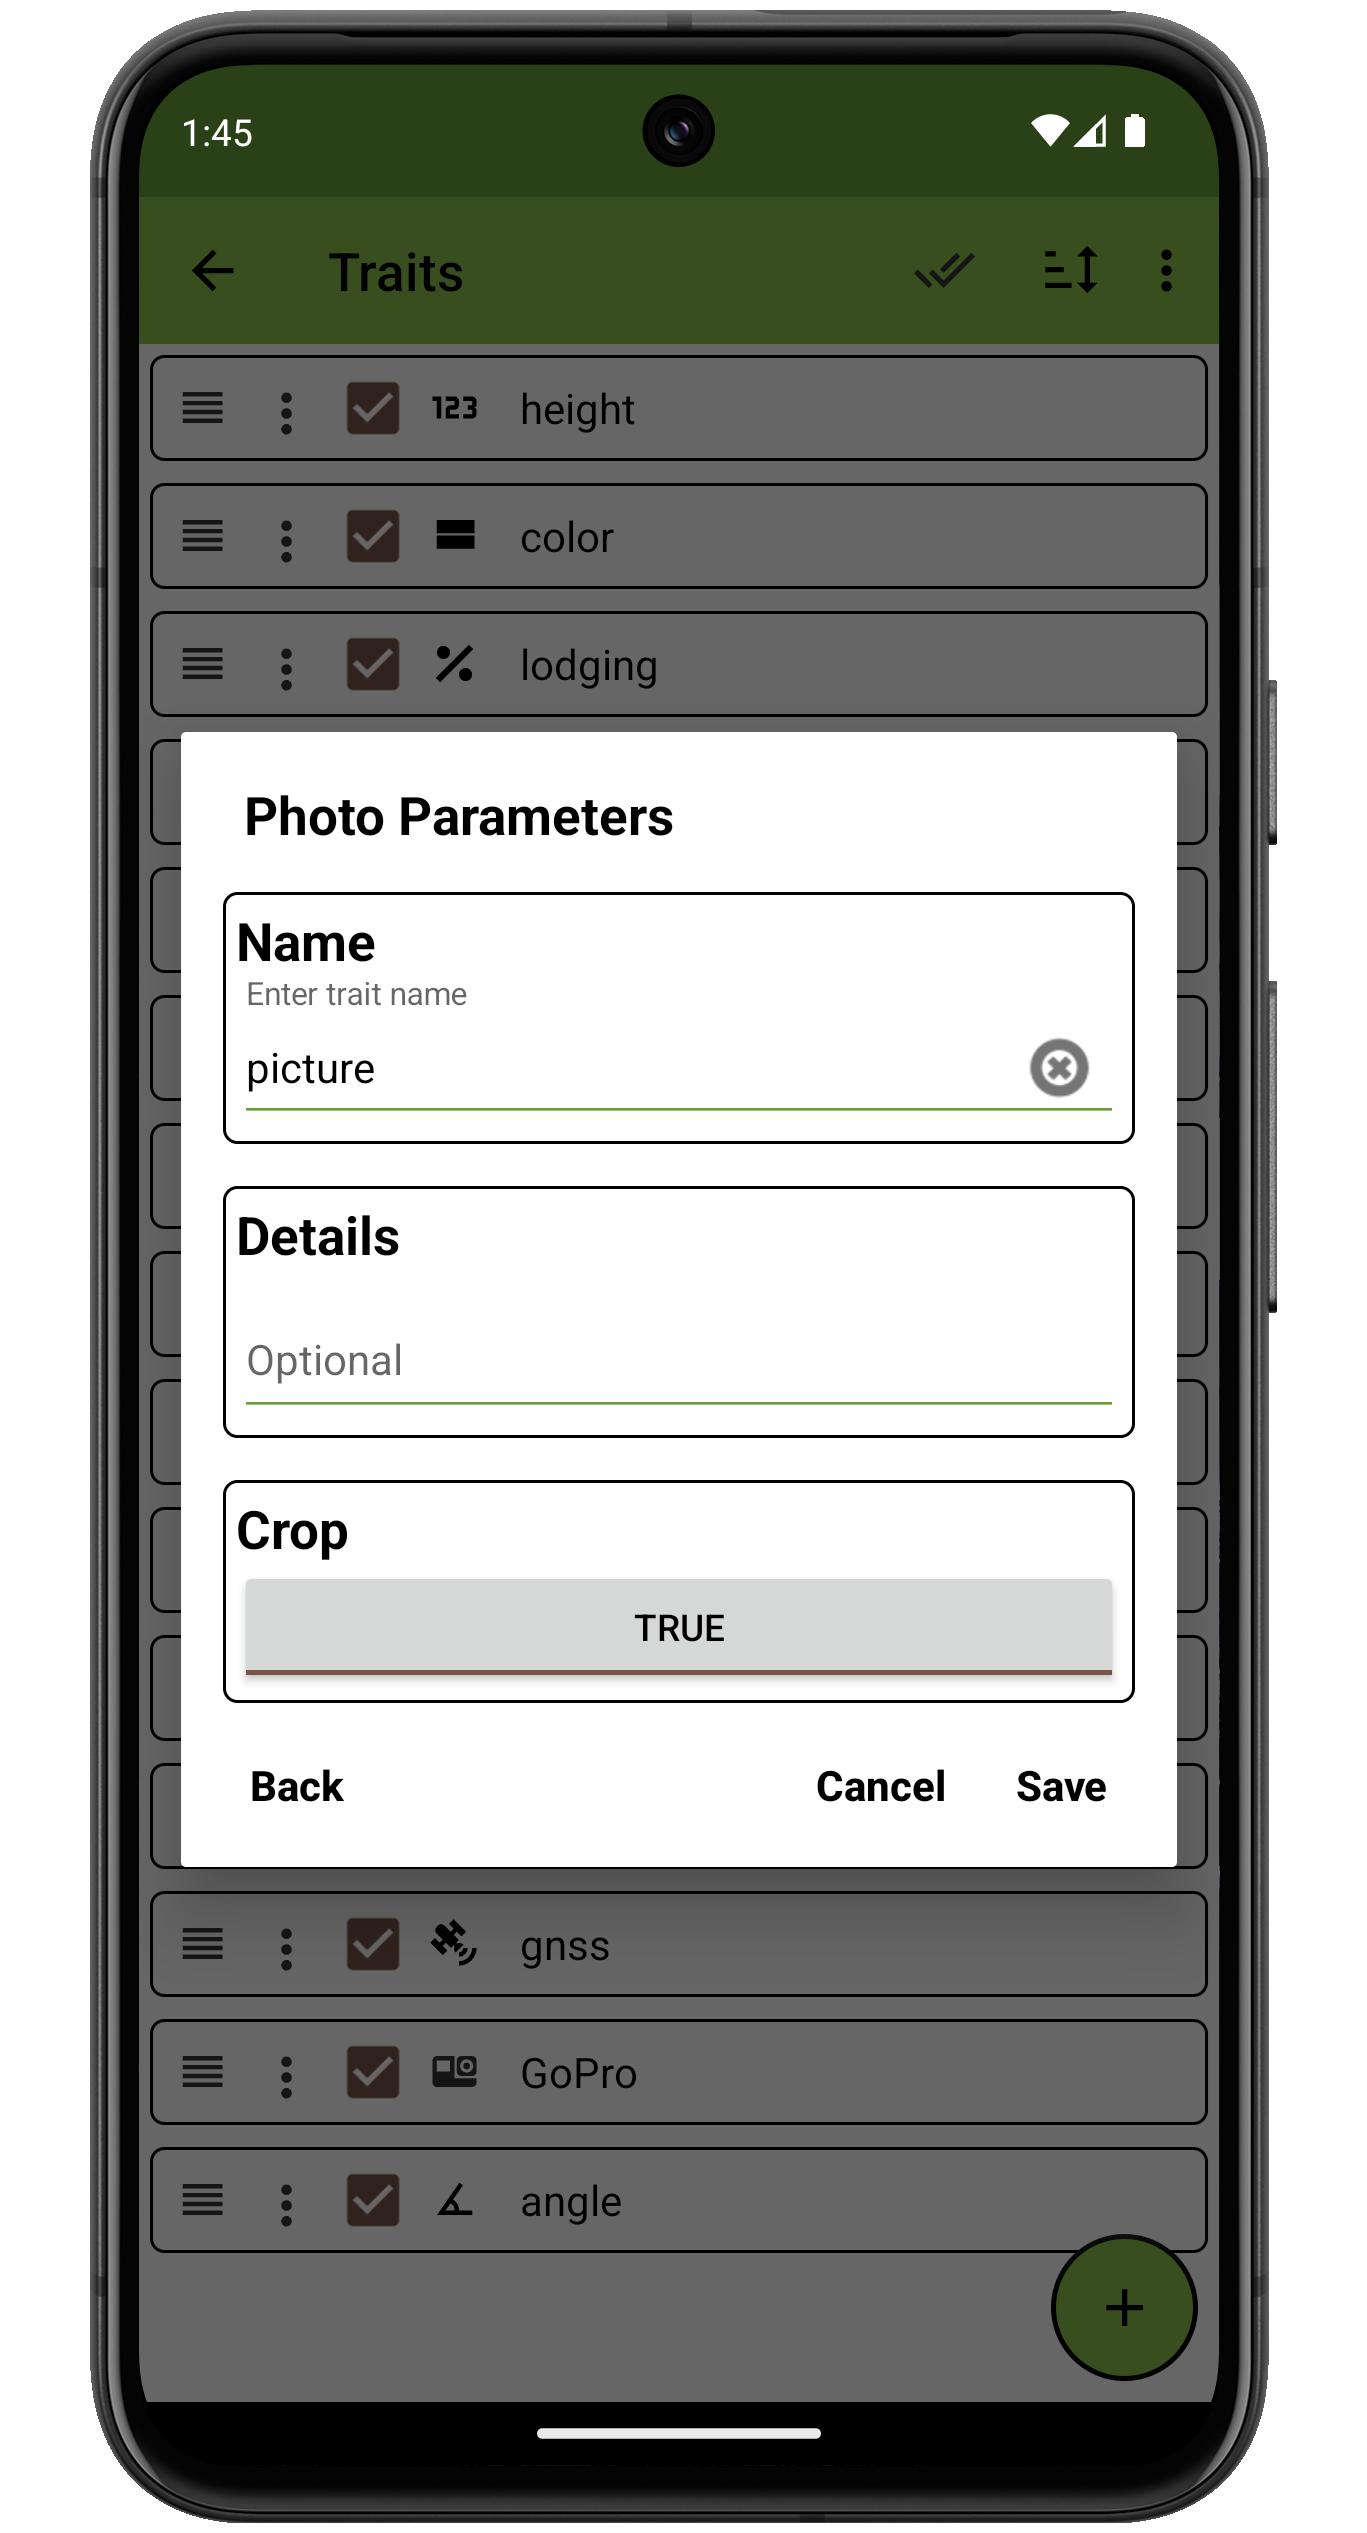 1:45
Traits
123 height
color
lodging
Photo Parameters
Name
Enter trait name
picture
Details
Optional
Crop
TRUE
Back Cancel Save
gnss
GoPro
angle